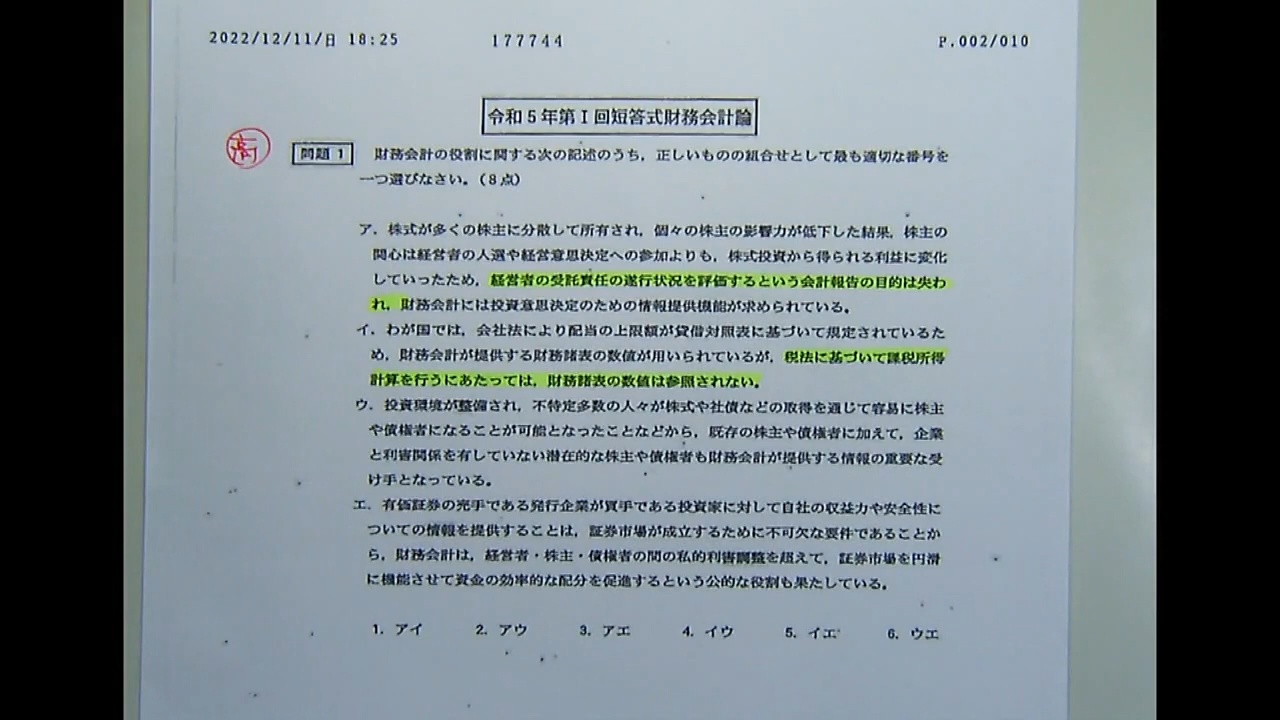 2022/12/11/日 18:25 177744 P.002/010
令和5年第Ⅰ回短答式財務会計論
問題1 財務会計の役割に関する次の記述のうち，正しいものの組合せとして最も適切な番号を
一つ選びなさい。（8点）
ア．株式が多くの株主に分散して所有され，個々の株主の影響力が低下した結果，株主の
関心は経営者の人選や経営意思決定への参加よりも，株式投資から得られる利益に変化
していったため，経営者の受託責任の遂行状況を評価するという会計報告の目的は失わ
れ，財務会計には投資意思決定のための情報提供機能が求められている。
イ．わが国では，会社法により配当の上限額が貸借対照表に基づいて規定されているた
め，財務会計が提供する財務諸表の数値が用いられているが，税法に基づいて課税所得
計算を行うにあたっては，財務諸表の数値は参照されない。
ウ．投資環境が整備され，不特定多数の人々が株式や社債などの取得を通じて容易に株主
や債権者になることが可能となったことなどから，既存の株主や債権者に加えて，企業
と利害関係を有していない潜在的な株主や債権者も財務会計が提供する情報の重要な受
け手となっている。
エ．有価証券の売手である発行企業が買手である投資家に対して自社の収益力や安全性に
ついての情報を提供することは，証券市場が成立するために不可欠な要件であることか
ら，財務会計は，経営者・株主・債権者の間の私的利害調整を超えて，証券市場を円滑
に機能させて資金の効率的な配分を促進するという公的な役割も果たしている。
1．アイ 2．アウ 3．アエ 4．イウ 5．イエ 6．ウエ